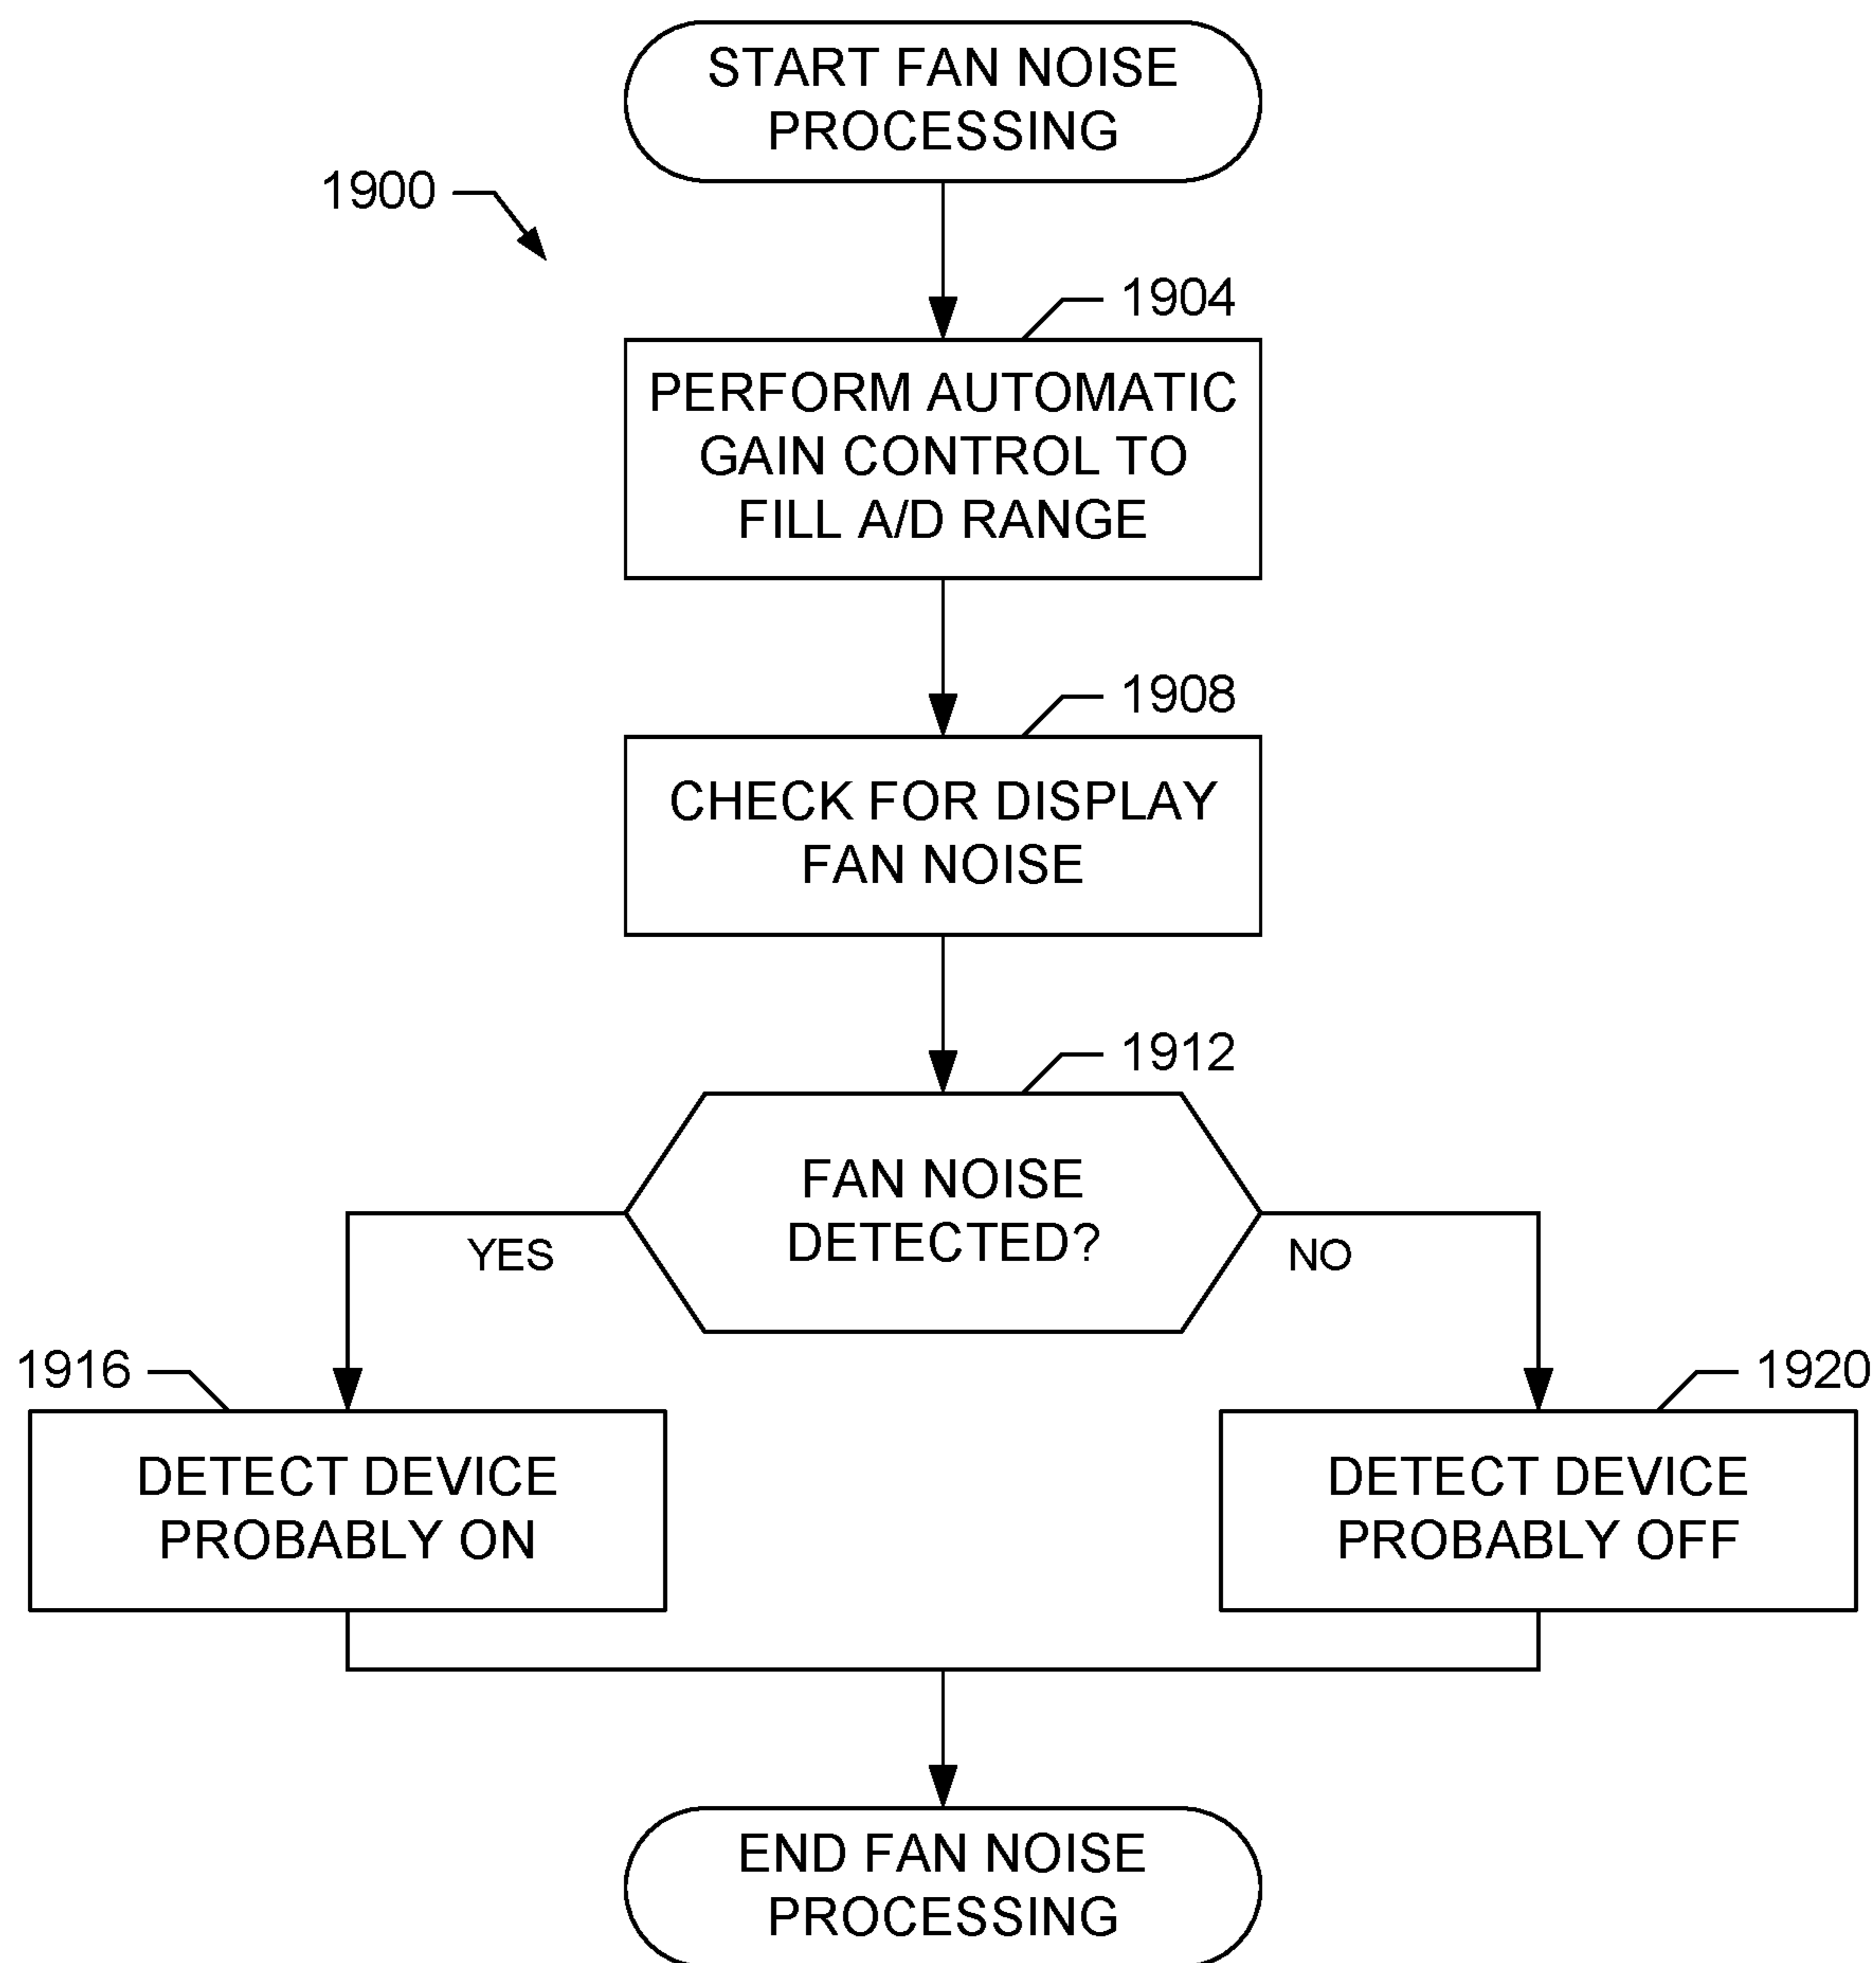 START FAN NOISE
PROCESSING
1900
1904
PERFORM AUTOMATIC
GAIN CONTROL TO
FILL A/D RANGE
1908
CHECK FOR DISPLAY
FAN NOISE
1912
FAN NOISE
DETECTED?
YES
NO
1916
1920
DETECT DEVICE
PROBABLY ON
DETECT DEVICE
PROBABLY OFF
END FAN NOISE
PROCESSING